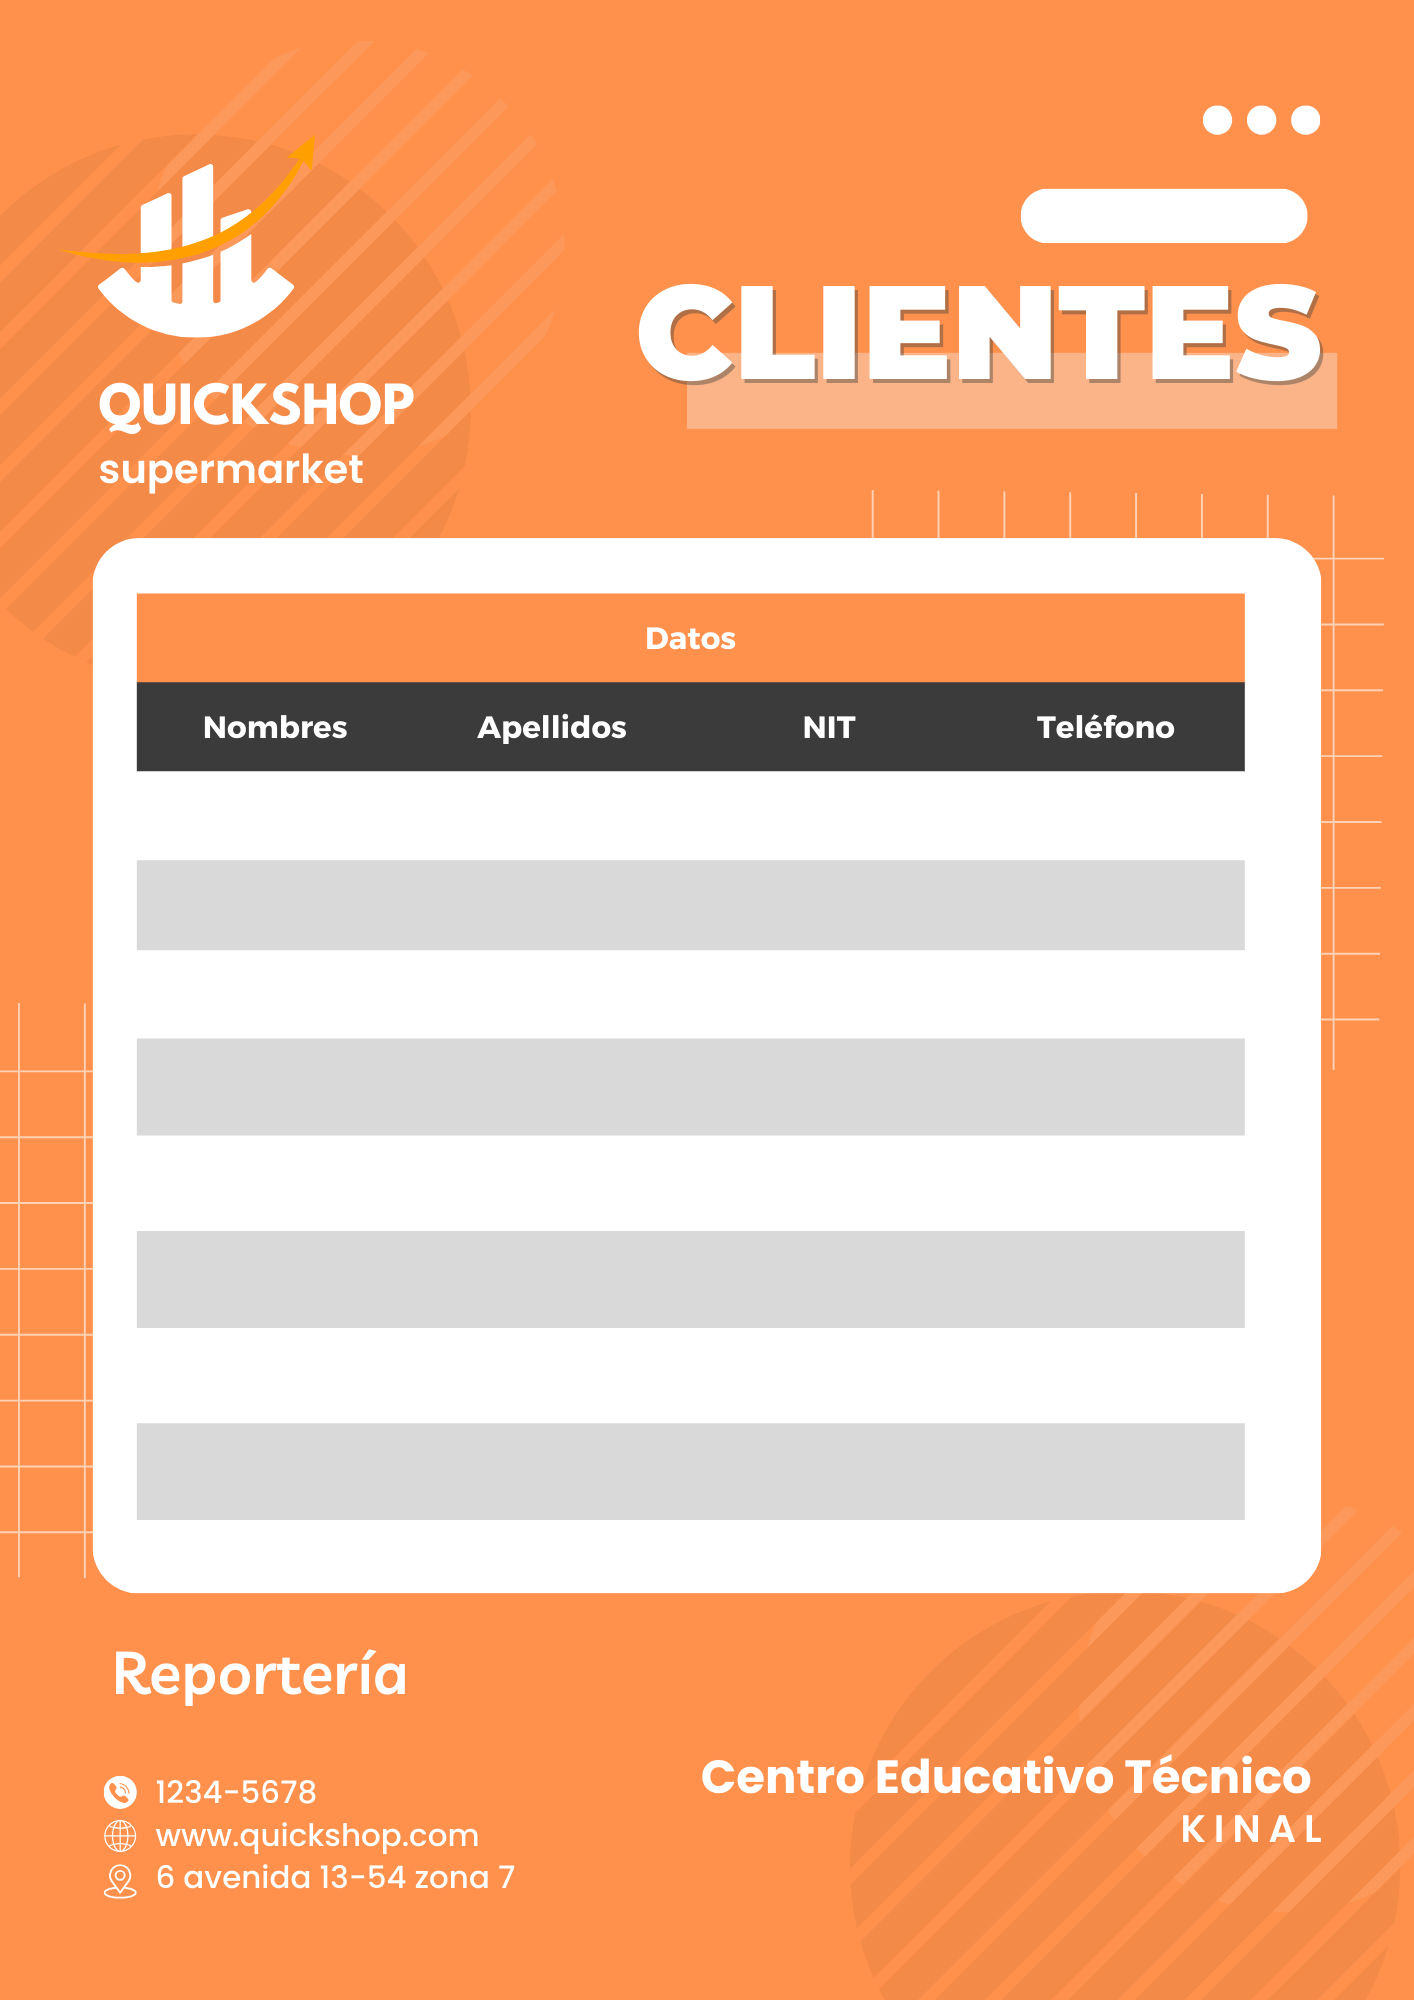 QUICKSHOP
supermarket
CLIENTES
Datos
Nombres Apellidos NIT Teléfono
Reportería
1234-5678
www.quickshop.com
6 avenida 13-54 zona 7
Centro Educativo Técnico
KINAL